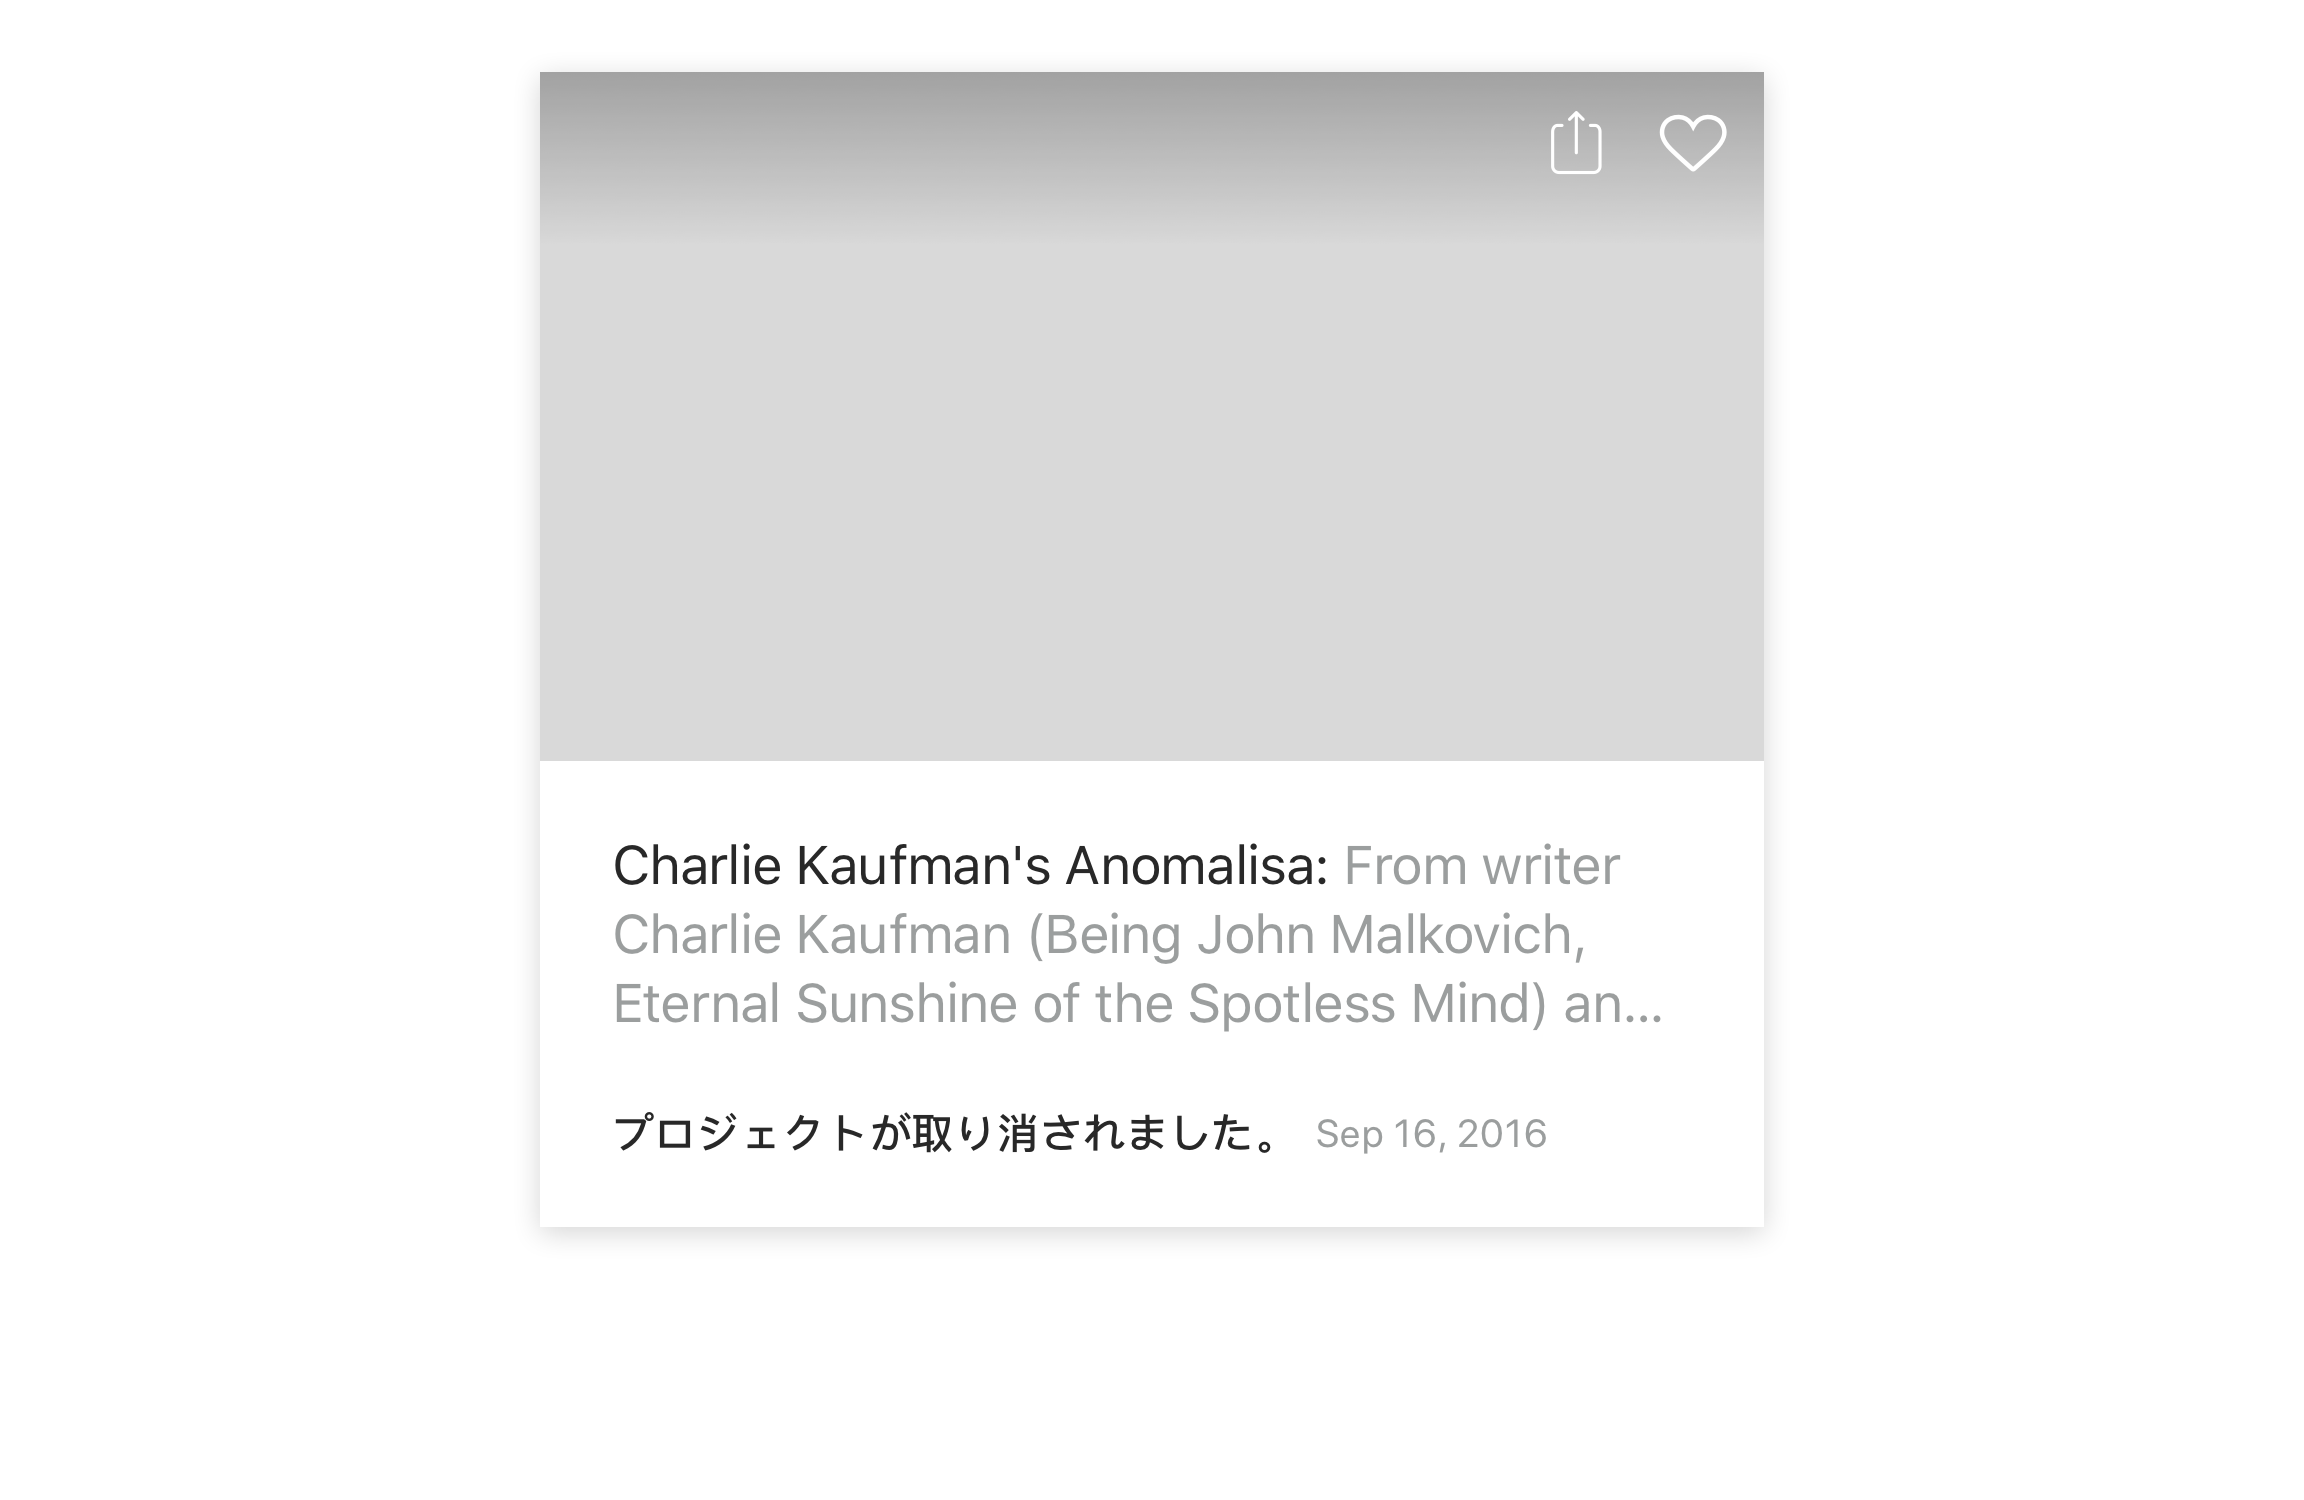 Charlie Kaufman's Anomalisa: From writer
Charlie Kaufman (Being John Malkovich,
Eternal Sunshine of the Spotless Mind) an...
プロジェクトが取り消されました。 Sep 16, 2016